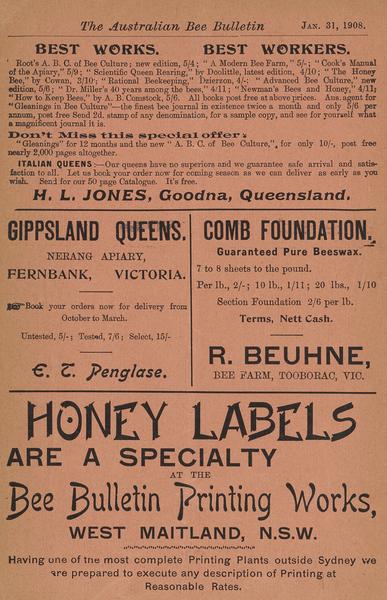 The Australian Bee Bulletin JAN. 31, 1908.
BEST WORKS. BEST WORKERS.
Root's A. B. C. of Bee Culture; new edition, 5/4; " A Modern Bee Farm," 5/-; " Cook's Manual
of the Apiary," 5/9; " Scientific Queen Rearing," by Doolittle, latest edition, 4/10; " The Honey
Bee," by Cowan, 3/10; " Rational Beekeeping," Dzierzon, 4/-; " Advanced Bee Culture," new
edition, 5/6; " Dr. Miller's 40 years among the bees," 4/11; "Newman's Bees and Honey," 4/11;
"How to Keep Bees," by A. B. Comstock, 5/6. All books post free at above prices. Aus. agent for
"Gleanings in Bee Culture"—the finest bee journal in existence twice a month and only 5/6 per
annum, post free Send 2d. stamp of any denomination, for a sample copy, and see for yourself what
a magnificent journal it is.
Don't Miss this special offer:
"Gleanings" for 12 months and the new " A. B. C. of Bee Culture," for only 10/-, post free
nearly 2,000 pages altogether.
ITALIAN QUEENS:—Our queens have no superiors and we guarantee safe arrival and satis-
faction to all. Let us book your order now for coming season as we can deliver as early as you
wish. Send for our 50 page Catalogue. It's free.
H. L. JONES, Goodna, Queensland.
GIPPSLAND QUEENS.
NERANG APIARY,
FERNBANK, VICTORIA.
Book your orders now for delivery from
October to March.
Untested, 5/-; Tested, 7/6; Select, 15/-
E. T. Penglase.
COMB FOUNDATION.
Guaranteed Pure Beeswax.
7 to 8 sheets to the pound.
Per lb., 2/-; 10 lb., 1/11; 20 lbs., 1/10
Section Foundation 2/6 per lb.
Terms, Nett Cash.
R. BEUHNE,
BEE FARM, TOOBORAC, VIC.
HONEY LABELS
ARE A SPECIALTY
AT THE
Bee Bulletin Printing Works,
WEST MAITLAND, N.S.W.
Having one of the most complete Printing Plants outside Sydney we
are prepared to execute any description of Printing at
Reasonable Rates.